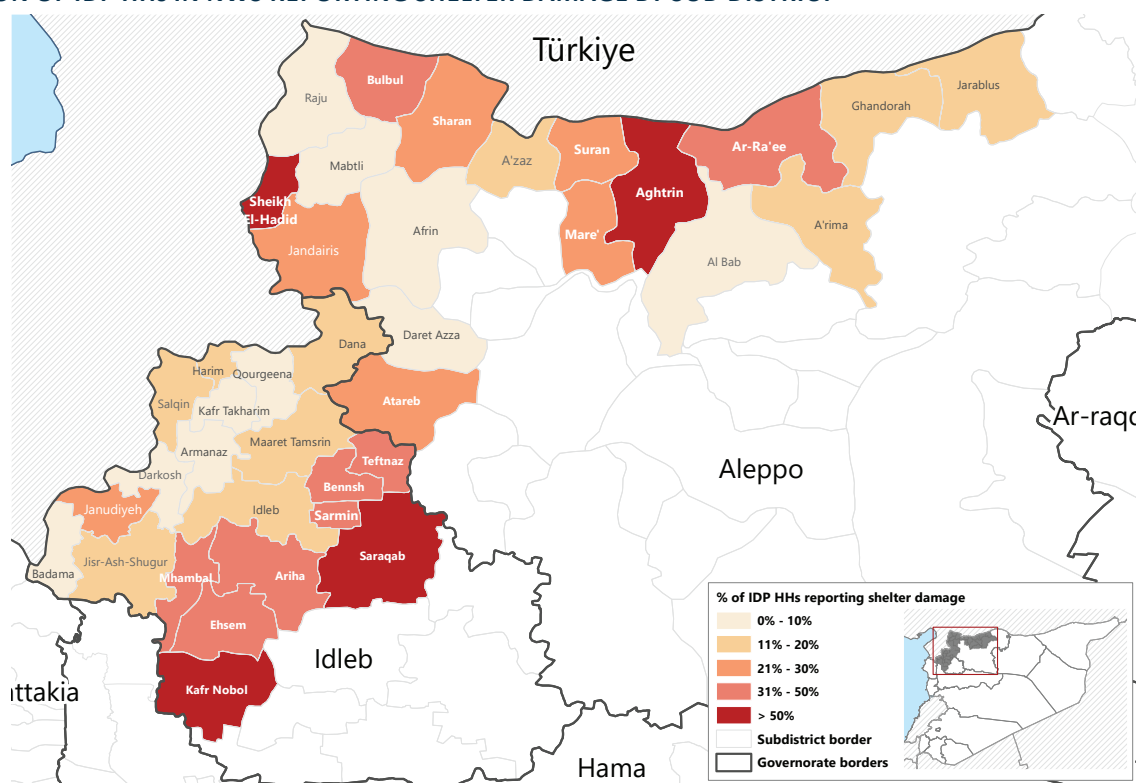 Türkiye
Bulbul
Raju
Sharan
Jarablus
Ghandorah
A'zaz
Suran
Ar-Ra'ee
Mabtli
Sheikh
El-Hadid
Aghtrin
Afrin
Jandairis
Mare'
A'rima
Al Bab
Daret Azza
Dana
Harim
Qourgeena
Salqin
Kafr Takharim
Atareb
Ar-raqq
Maaret Tamsrin
Armanaz
Teftnaz
Darkosh
Bennsh
Aleppo
Janudiyeh
Idleb
Sarmin
Saraqab
Jisr-Ash-Shugur
Badama
Mhambal
Ariha
Ehsem
Idleb
Kafr Nobol
attakia
Hama
% of IDP HHs reporting shelter damage
0% - 10%
11% - 20%
21% - 30%
31% - 50%
> 50%
Subdistrict border
Governorate borders